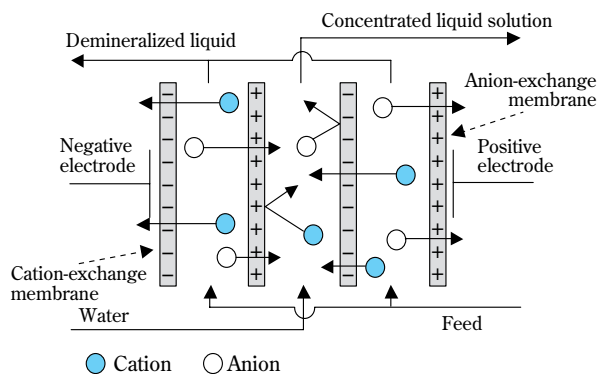 Concentrated liquid solution
Demineralized liquid
Anion-exchange
membrane
Negative
electrode
Positive
electrode
Cation-exchange
membrane
Water
Feed
Cation
Anion